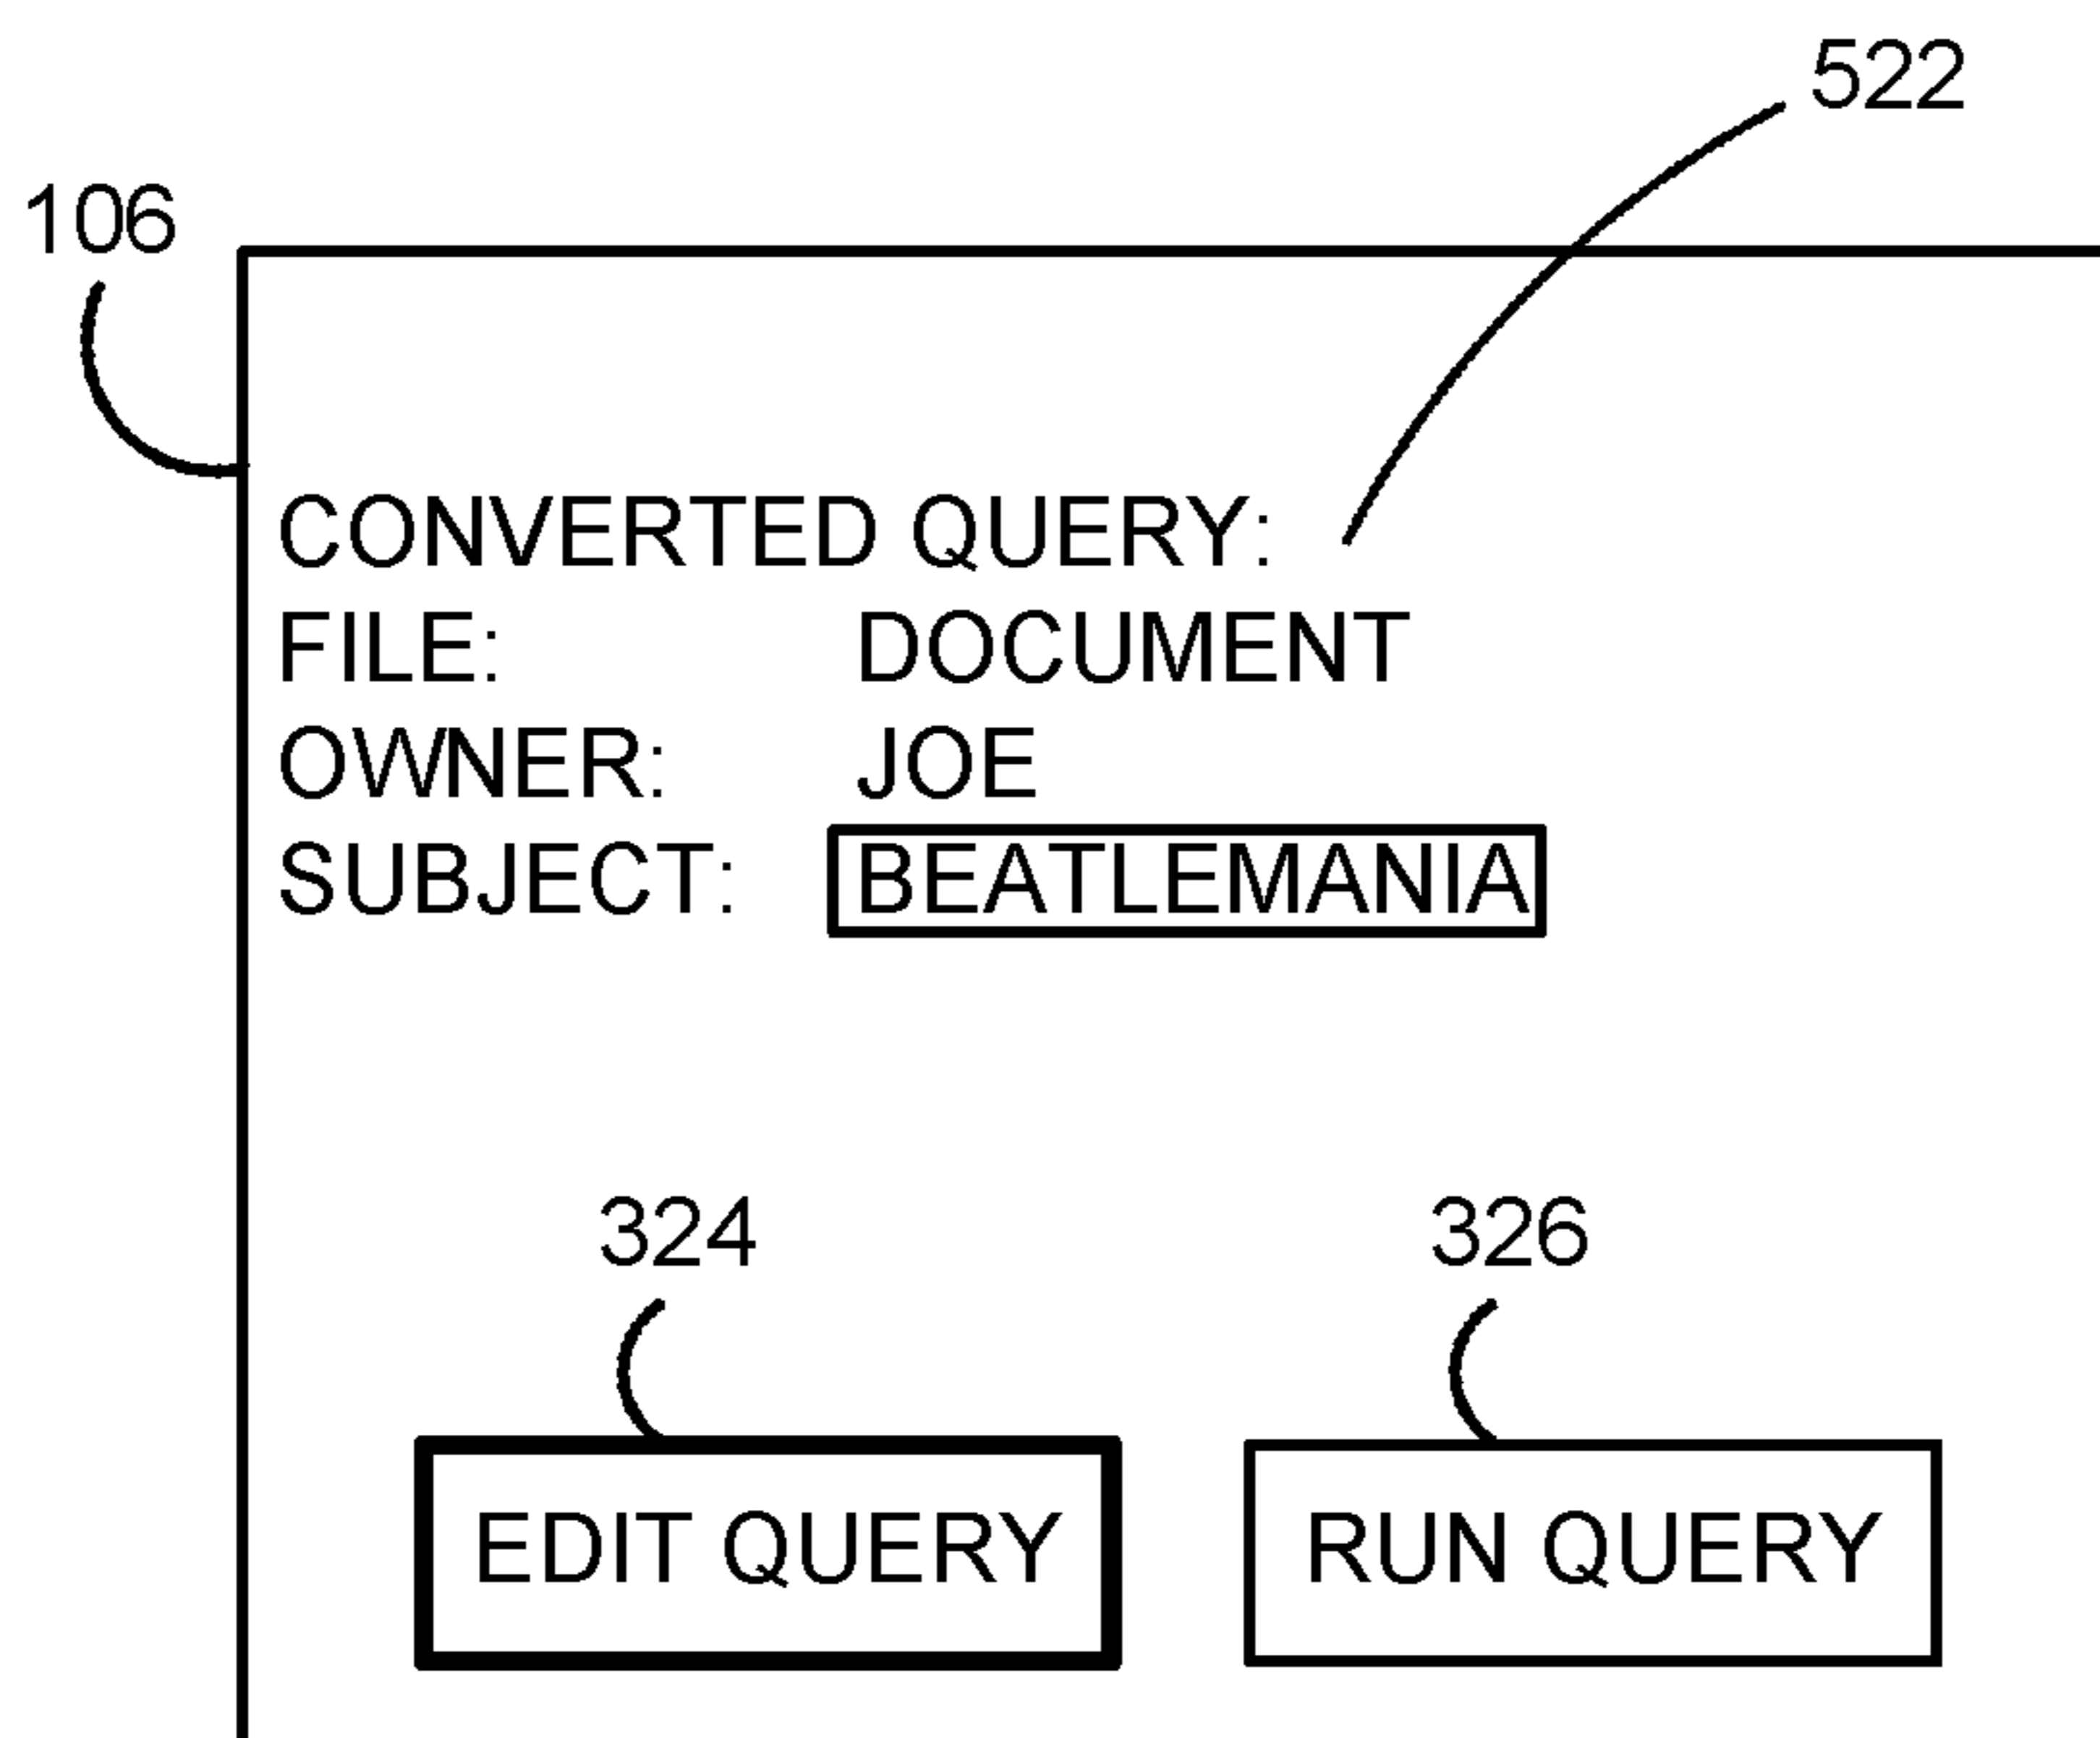 522
106
CONVERTED QUERY:
FILE: DOCUMENT
OWNER: JOE
SUBJECT: BEATLEMANIA
324 326
EDIT QUERY RUN QUERY